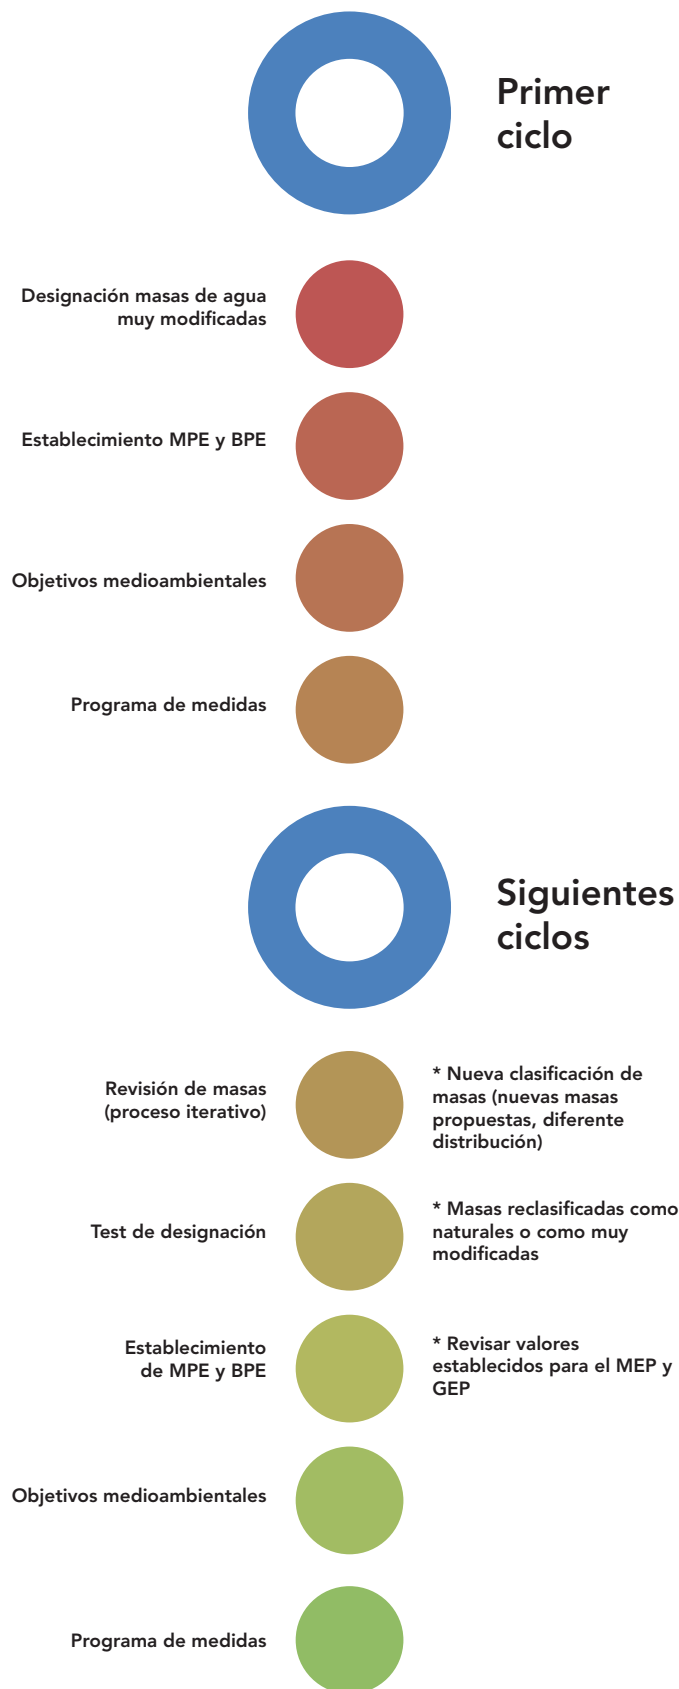 Primer
ciclo
Designación masas de agua
muy modificadas
Establecimiento MPE y BPE
Objetivos medioambientales
Programa de medidas
Siguientes
ciclos
Revisión de masas
(proceso iterativo)
* Nueva clasificación de
masas (nuevas masas
propuestas, diferente
distribución)
Test de designación
* Masas reclasificadas como
naturales o como muy
modificadas
Establecimiento
de MPE y BPE
* Revisar valores
establecidos para el MEP y
GEP
Objetivos medioambientales
Programa de medidas